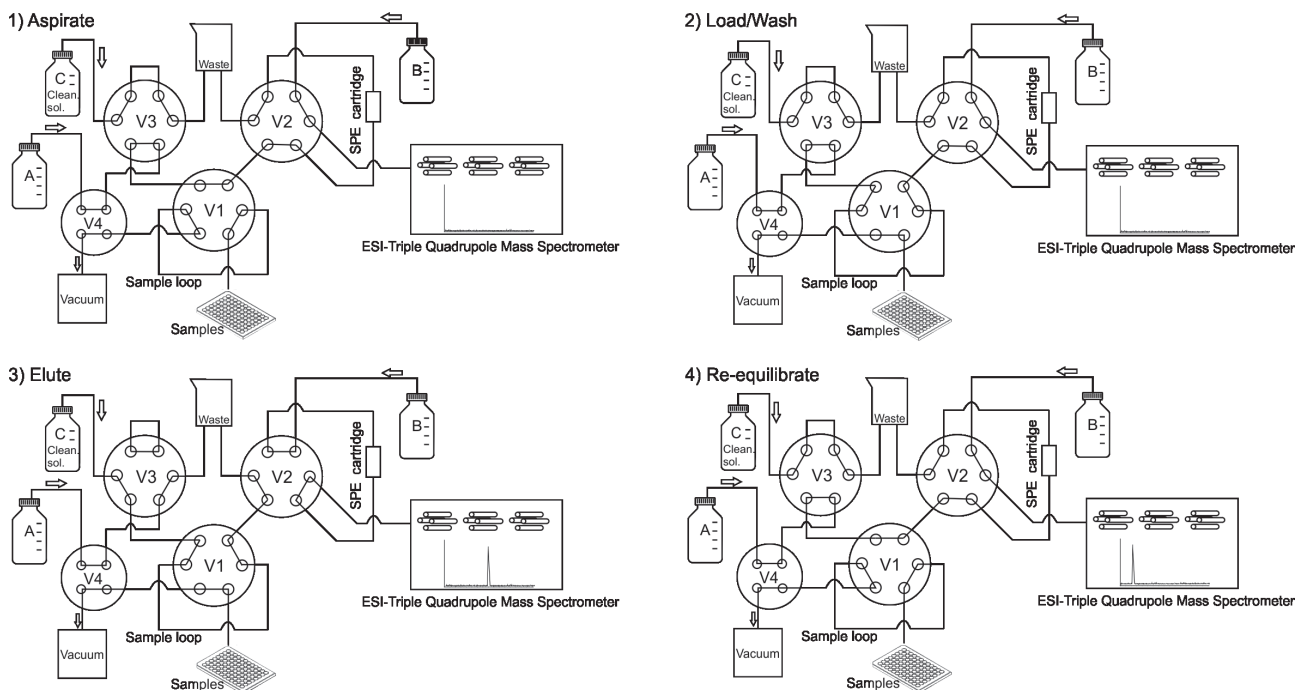 1) Aspirate
C
Clean.
sol.
Waste
B
V3
V2
SPE cartridge
A
V1
V4
ESI-Triple Quadrupole Mass Spectrometer
Sample loop
Vacuum
Samples
2) Load/Wash
C
Clean.
sol.
Waste
B
V3
V2
SPE cartridge
A
V1
V4
ESI-Triple Quadrupole Mass Spectrometer
Sample loop
Vacuum
Samples
3) Elute
C
Clean.
sol.
Waste
B
V3
V2
SPE cartridge
A
V1
V4
ESI-Triple Quadrupole Mass Spectrometer
Sample loop
Vacuum
Samples
4) Re-equilibrate
C
Clean.
sol.
Waste
B
V3
V2
SPE cartridge
A
V1
V4
ESI-Triple Quadrupole Mass Spectrometer
Sample loop
Vacuum
Samples